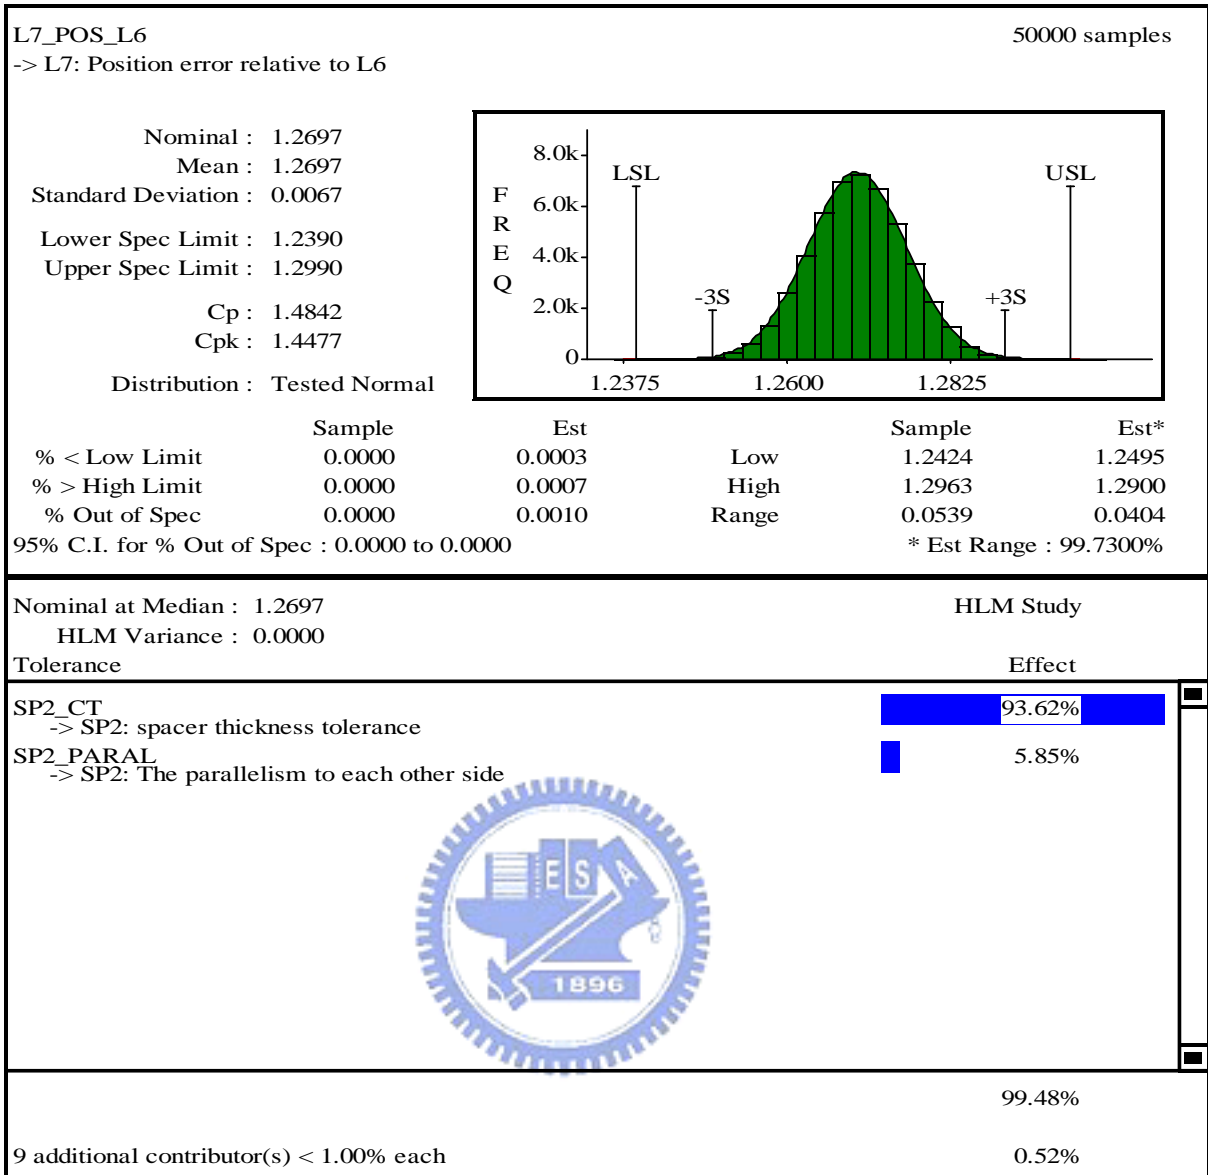 L7_POS_L6 50000 samples
-> L7: Position error relative to L6
Nominal : 1.2697
Mean : 1.2697
Standard Deviation : 0.0067
Lower Spec Limit : 1.2390
Upper Spec Limit : 1.2990
Cp : 1.4842
Cpk : 1.4477
Distribution : Tested Normal
FREQ
8.0k
6.0k
4.0k
2.0k
0
LSL USL
-3S +3S
1.2375 1.2600 1.2825
Sample Est Sample Est*
% < Low Limit 0.0000 0.0003 Low 1.2424 1.2495
% > High Limit 0.0000 0.0007 High 1.2963 1.2900
% Out of Spec 0.0000 0.0010 Range 0.0539 0.0404
95% C.I. for % Out of Spec : 0.0000 to 0.0000 * Est Range : 99.7300%
Nominal at Median : 1.2697 HLM Study
HLM Variance : 0.0000
Tolerance Effect
SP2_CT 93.62%
-> SP2: spacer thickness tolerance
SP2_PARAL 5.85%
-> SP2: The parallelism to each other side
E S A
1896
99.48%
9 additional contributor(s) < 1.00% each 0.52%